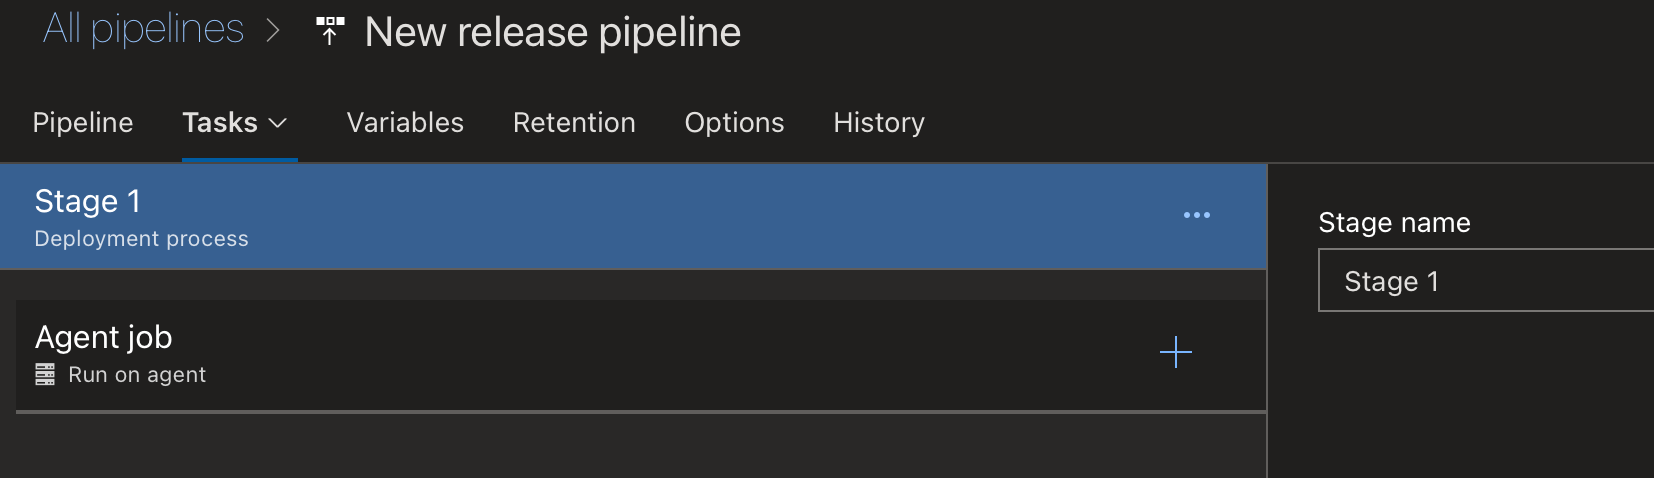 All pipelines > New release pipeline
Pipeline Tasks Variables Retention Options History
Stage 1
Deployment process
Stage name
Stage 1
Agent job
Run on agent